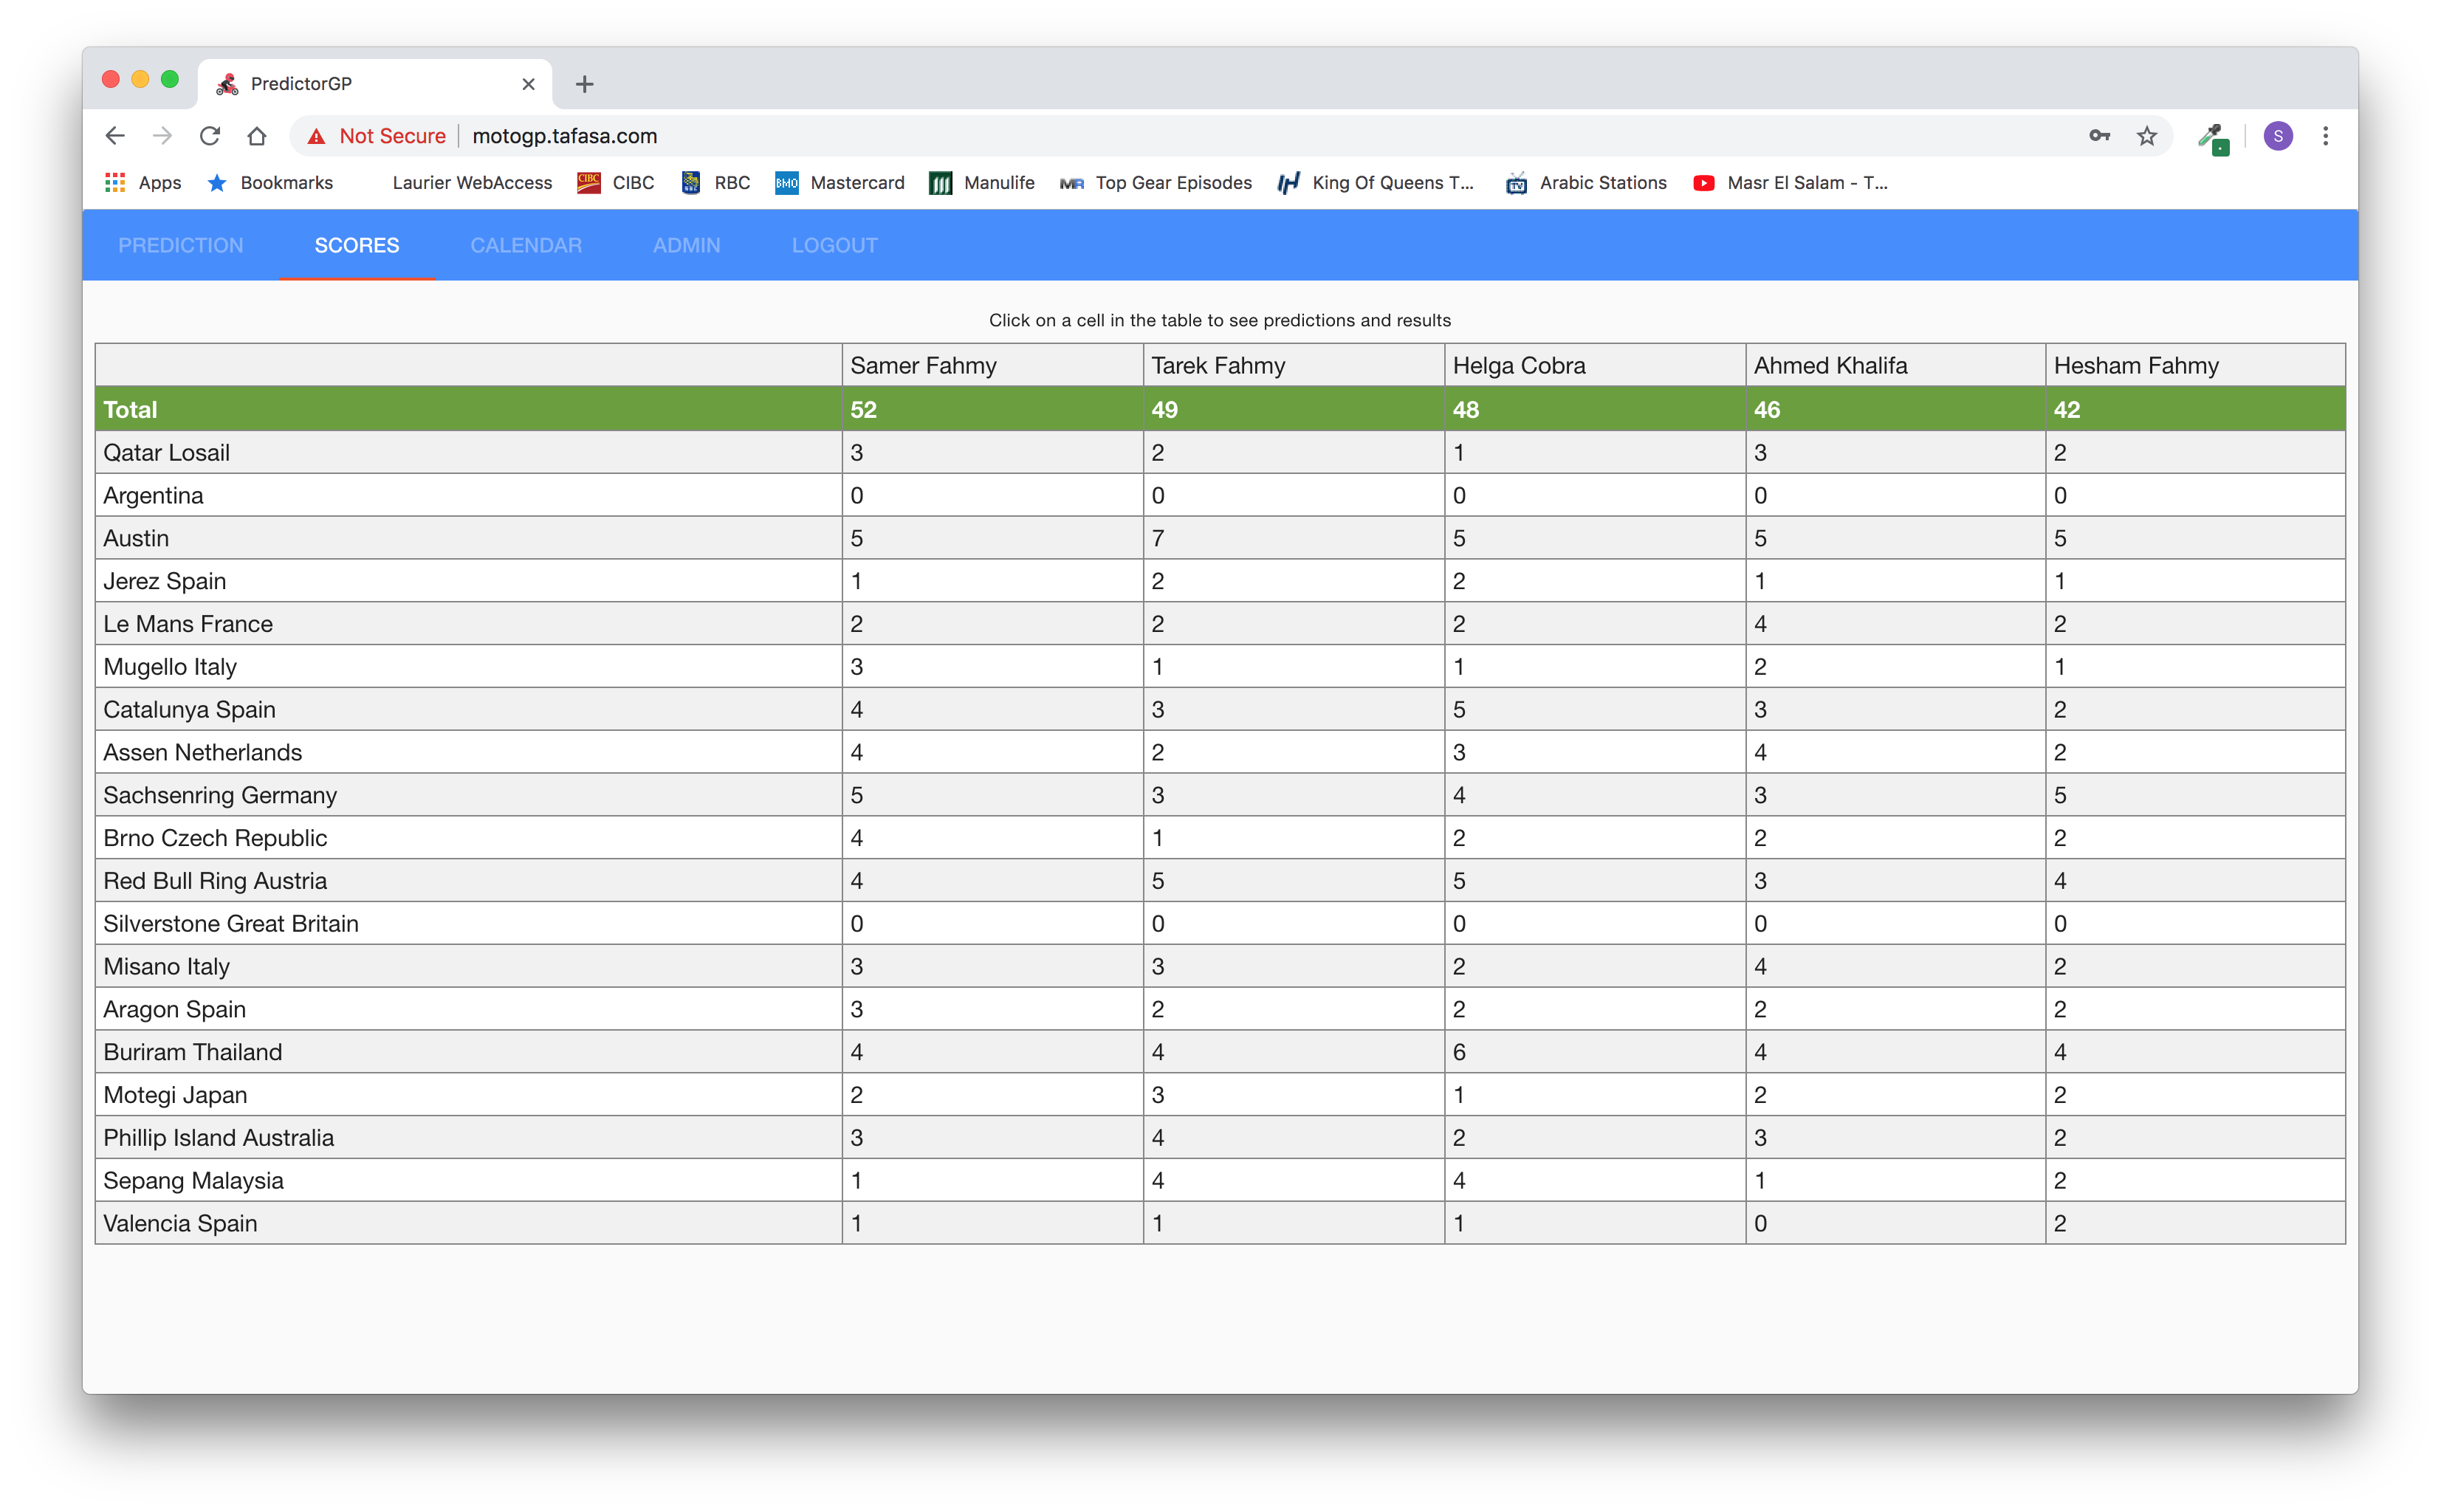 PredictorGP
Not Secure motogp.tafasa.com S
Apps Bookmarks Laurier WebAccess CIBC CIBC RBC BMO Mastercard Manulife MR Top Gear Episodes King Of Queens T... TV Arabic Stations Masr El Salam - T...
PREDICTION SCORES CALENDAR ADMIN LOGOUT
Click on a cell in the table to see predictions and results
Samer Fahmy Tarek Fahmy Helga Cobra Ahmed Khalifa Hesham Fahmy
Total 52 49 48 46 42
Qatar Losail 3 2 1 3 2
Argentina 0 0 0 0 0
Austin 5 7 5 5 5
Jerez Spain 1 2 2 1 1
Le Mans France 2 2 2 4 2
Mugello Italy 3 1 1 2 1
Catalunya Spain 4 3 5 3 2
Assen Netherlands 4 2 3 4 2
Sachsenring Germany 5 3 4 3 5
Brno Czech Republic 4 1 2 2 2
Red Bull Ring Austria 4 5 5 3 4
Silverstone Great Britain 0 0 0 0 0
Misano Italy 3 3 2 4 2
Aragon Spain 3 2 2 2 2
Buriram Thailand 4 4 6 4 4
Motegi Japan 2 3 1 2 2
Phillip Island Australia 3 4 2 3 2
Sepang Malaysia 1 4 4 1 2
Valencia Spain 1 1 1 0 2